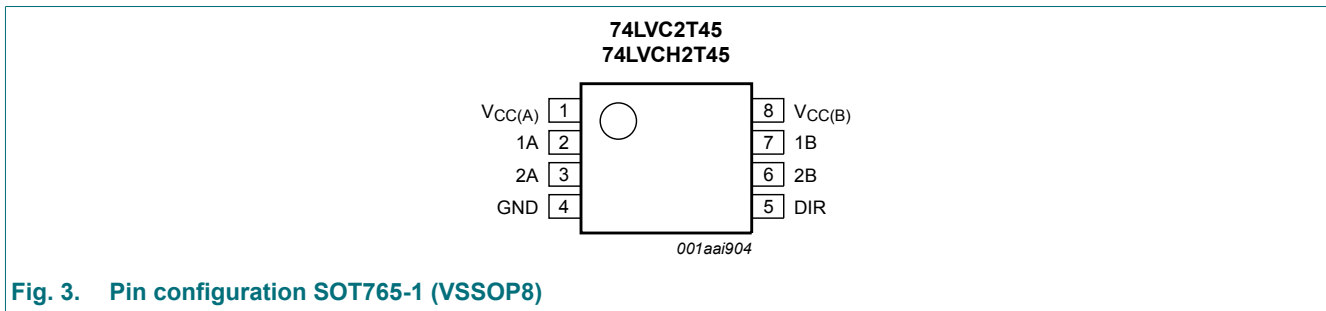 74LVC2T45
74LVCH2T45
VCC(A) 1 8 VCC(B)
1A 2 7 1B
2A 3 6 2B
GND 4 5 DIR
001aai904
Fig. 3. Pin configuration SOT765-1 (VSSOP8)